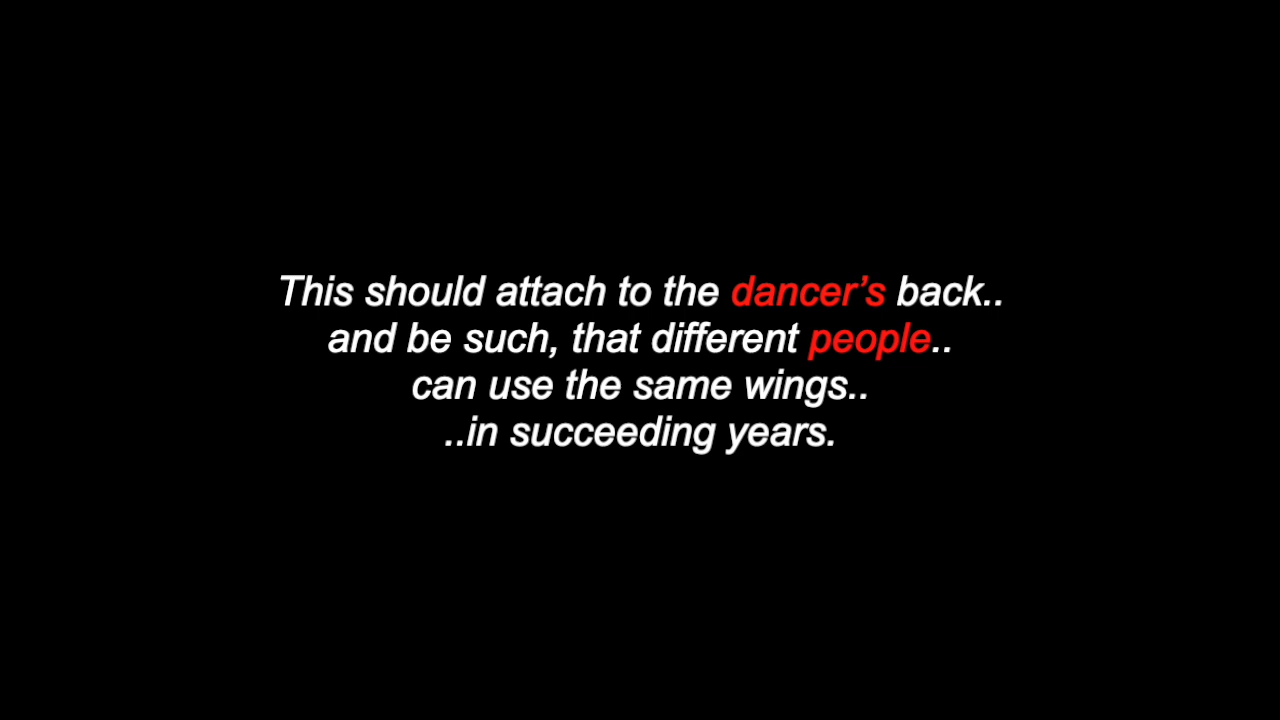 This should attach to the dancer’s back..
and be such, that different people..
can use the same wings..
..in succeeding years.